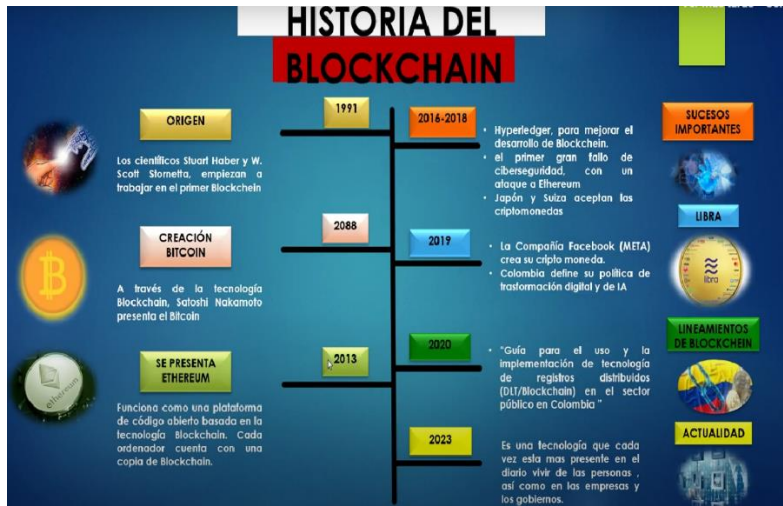 HISTORIA DEL
BLOCKCHAIN
ORIGEN
1991
Los científicos Stuart Haber y W.
Scott Stornetta, empiezan a
trabajar en el primer Blockchein
CREACIÓN
BITCOIN
2088
A través de la tecnología
Blockchain, Satoshi Nakamoto
presenta el Bitcoin
SE PRESENTA
ETHEREUM
2013
ethereum
Funciona como una plataforma
de código abierto basada en la
tecnología Blockchain. Cada
ordenador cuenta con una
copia de Blockchain.
2016-2018
SUCESOS
IMPORTANTES
• Hyperledger, para mejorar el
desarrollo de Blockchein.
• el primer gran fallo de
ciberseguridad, con un
ataque a Ethereum
• Japón y Suiza aceptan las
criptomonedas
2019
LIBRA
libra
• La Compañía Facebook (META)
crea su cripto moneda.
• Colombia define su política de
trasformación digital y de IA
2020
LINEAMIENTOS
DE BLOCKCHEIN
• "Guía para el uso y la
implementación de tecnología
de registros distribuidos
(DLT/Blockchain) en el sector
público en Colombia "
2023
ACTUALIDAD
Es una tecnología que cada
vez esta mas presente en el
diario vivir de las personas ,
así como en las empresas y
los gobiernos.